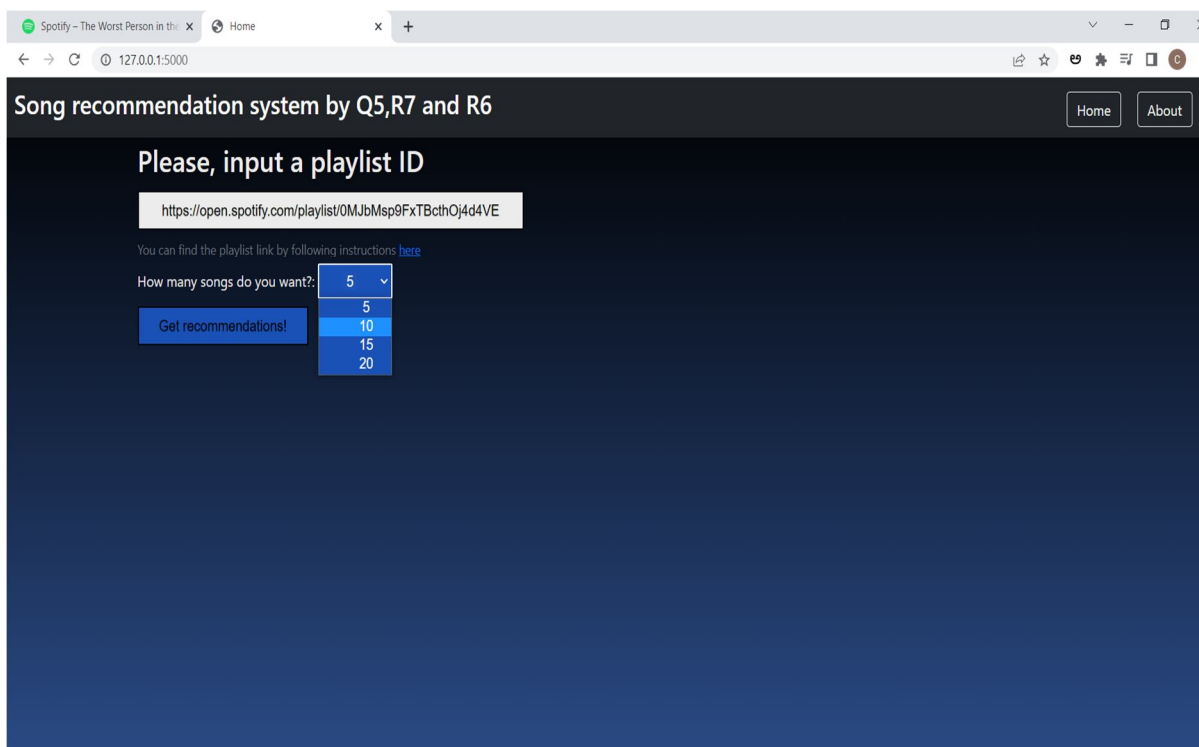 Spotify – The Worst Person in the
Home
127.0.0.1:5000
C
Song recommendation system by Q5,R7 and R6
Home
About
Please, input a playlist ID
https://open.spotify.com/playlist/0MJbMsp9FxTBcthOj4d4VE
You can find the playlist link by following instructions here
How many songs do you want?: 5
5
Get recommendations!
10
15
20